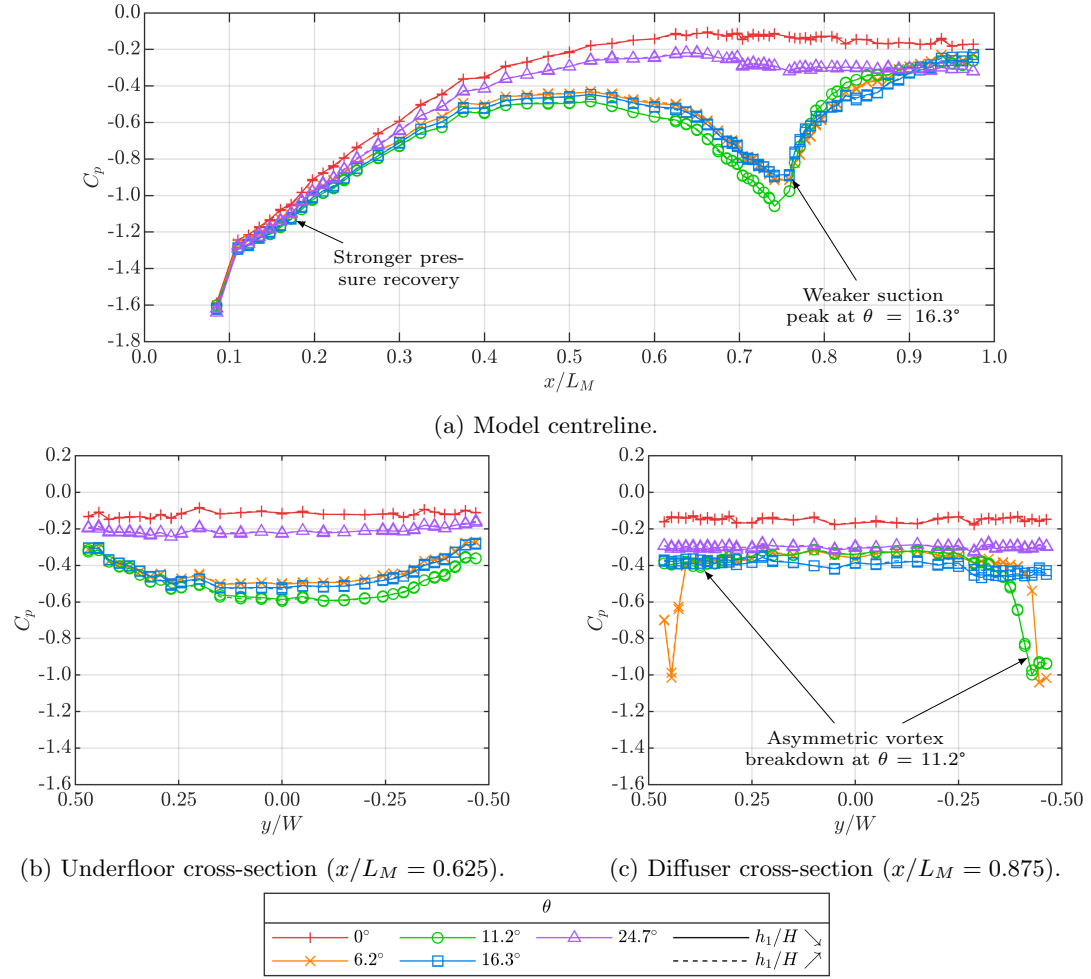 -0.0
-0.2
-0.4
-0.6
-0.8
-1.0
-1.2
-1.4
-1.6
-1.8
C_p
Stronger pres-
sure recovery
Weaker suction
peak at θ = 16.3°
0.0 0.1 0.2 0.3 0.4 0.5 0.6 0.7 0.8 0.9 1.0
x/L_M
(a) Model centreline.
0.2
0.0
-0.2
-0.4
-0.6
-0.8
-1.0
-1.2
-1.4
-1.6
C_p
0.50 0.25 0.00 -0.25 -0.50
y/W
(b) Underfloor cross-section (x/L_M = 0.625).
0.2
0.0
-0.2
-0.4
-0.6
-0.8
-1.0
-1.2
-1.4
-1.6
C_p
Asymmetric vortex
breakdown at θ = 11.2°
0.50 0.25 0.00 -0.25 -0.50
y/W
(c) Diffuser cross-section (x/L_M = 0.875).
θ
0° 11.2° 24.7° h_1/H ↘
6.2° 16.3° h_1/H ↗